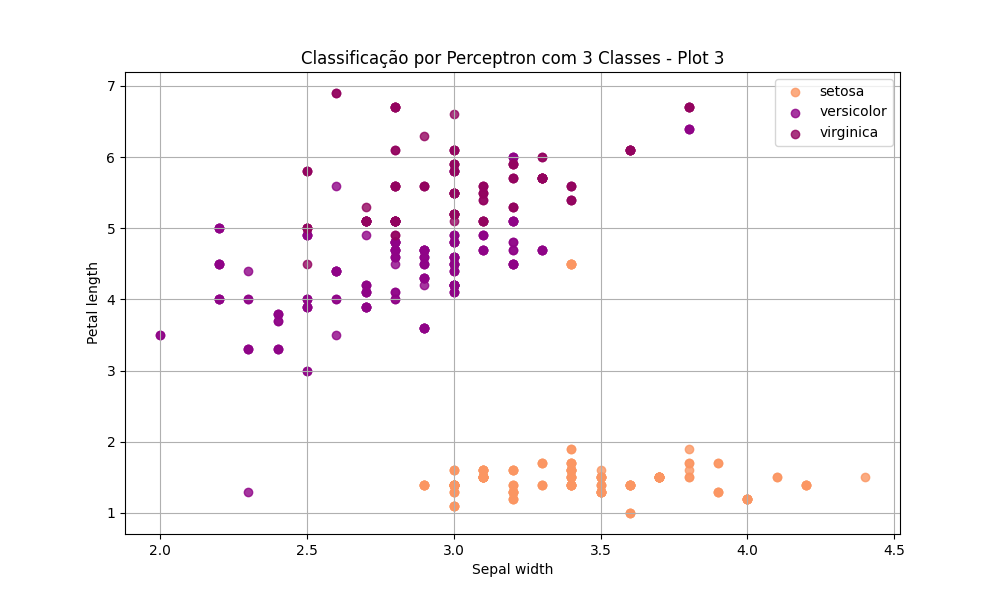 Classificação por Perceptron com 3 Classes - Plot 3
setosa
versicolor
virginica
Petal length
7
6
5
4
3
2
1
2.0
2.5
3.0
3.5
4.0
4.5
Sepal width